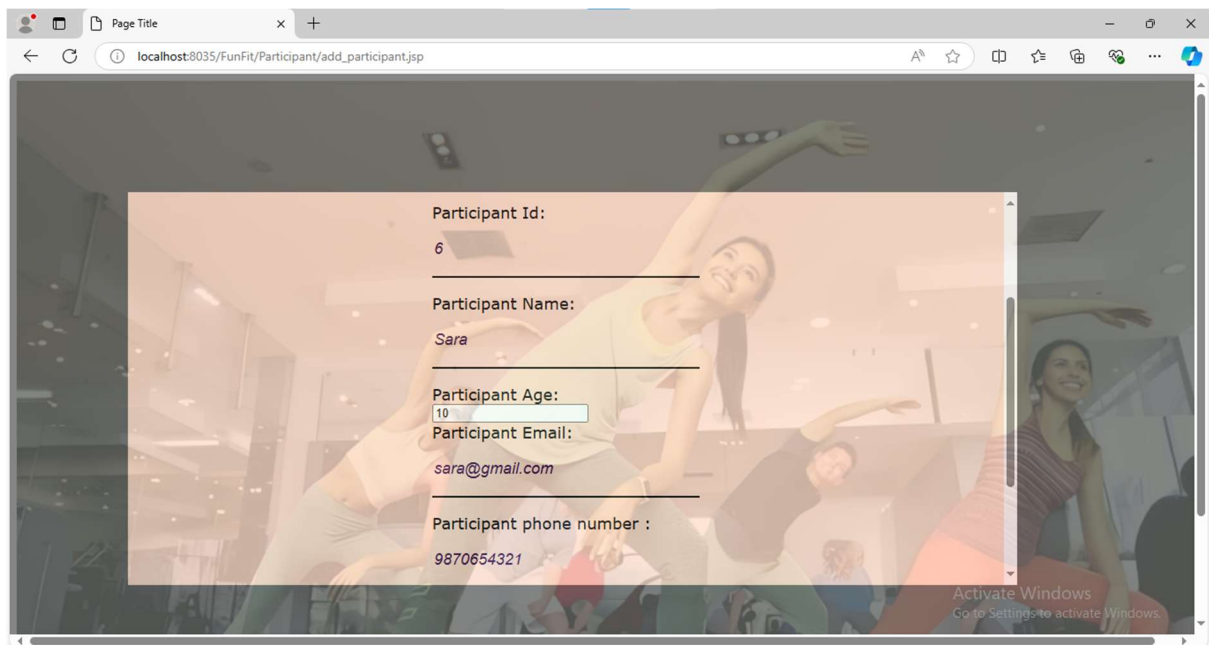 Page Title
localhost:8035/FunFit/Participant/add_participant.jsp
Participant Id:
6
Participant Name:
Sara
Participant Age:
10
Participant Email:
sara@gmail.com
Participant phone number :
9870654321
Activate Windows
Go to Settings to activate Windows.